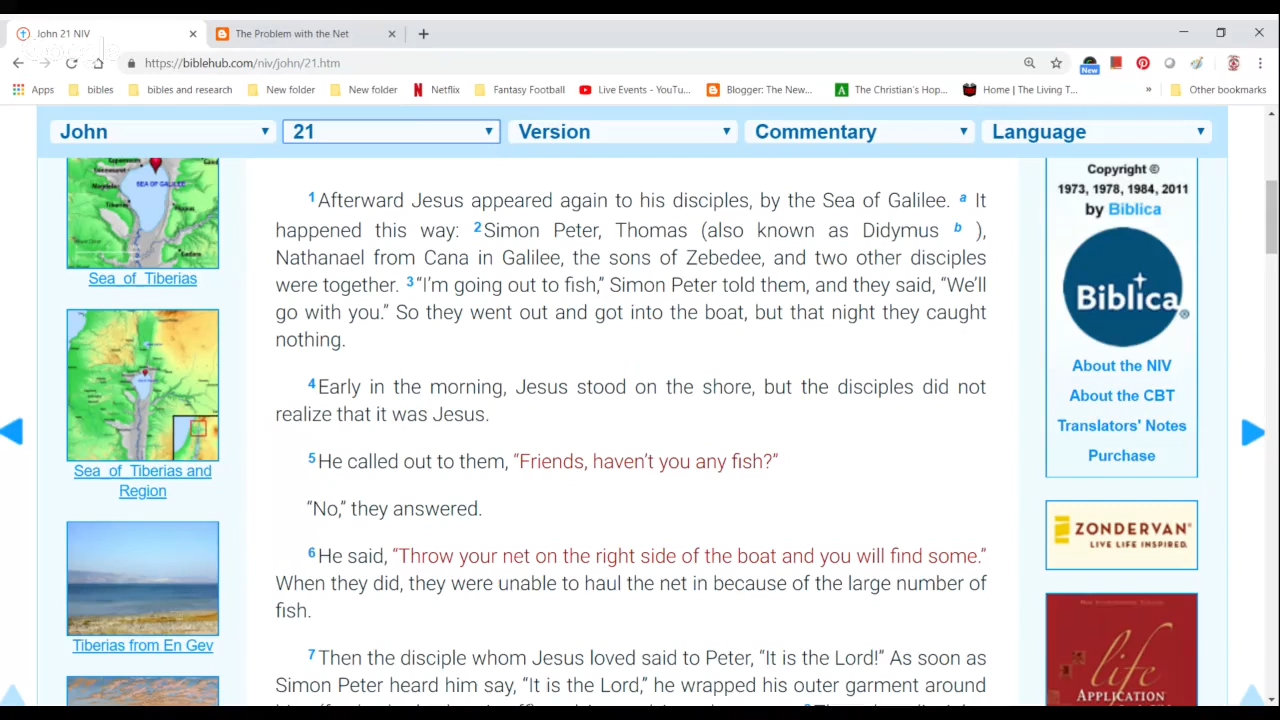 John 21 NIV
The Problem with the Net
https://biblehub.com/niv/john/21.htm
Apps bibles bibles and research New folder New folder Netflix Fantasy Football Live Events - YouTu... Blogger: The New... The Christian's Hop... Home | The Living T... » Other bookmarks
New
John 21 Version Commentary Language
SEA OF GALILEE
Sea_of_Tiberias
Sea_of_Tiberias and
Region
Tiberias from En Gev
1 Afterward Jesus appeared again to his disciples, by the Sea of Galilee. a It
happened this way: 2 Simon Peter, Thomas (also known as Didymus b ),
Nathanael from Cana in Galilee, the sons of Zebedee, and two other disciples
were together. 3 “I’m going out to fish,” Simon Peter told them, and they said, “We’ll
go with you.” So they went out and got into the boat, but that night they caught
nothing.
4 Early in the morning, Jesus stood on the shore, but the disciples did not
realize that it was Jesus.
5 He called out to them, “Friends, haven’t you any fish?”
“No,” they answered.
6 He said, “Throw your net on the right side of the boat and you will find some.”
When they did, they were unable to haul the net in because of the large number of
fish.
7 Then the disciple whom Jesus loved said to Peter, “It is the Lord!” As soon as
Simon Peter heard him say, “It is the Lord,” he wrapped his outer garment around
Copyright ©
1973, 1978, 1984, 2011
by Biblica
Biblica®
About the NIV
About the CBT
Translators' Notes
Purchase
ZONDERVAN®
LIVE LIFE INSPIRED.
life
APPLICATION